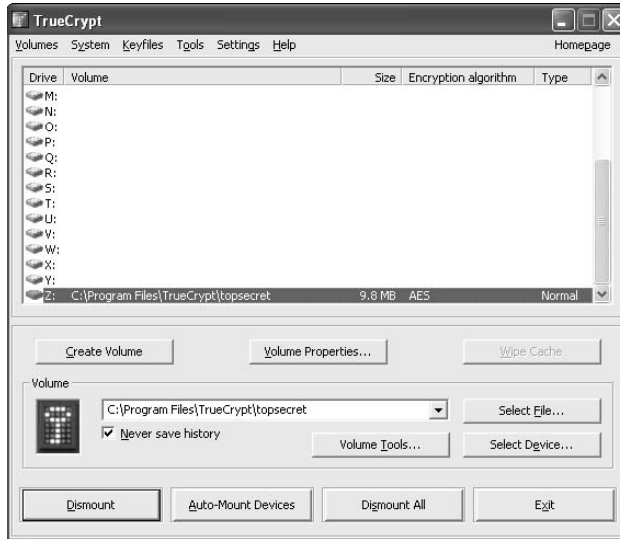 TrueCrypt
Volumes System Keyfiles Tools Settings Help Homepage
Drive Volume Size Encryption algorithm Type
M:
N:
O:
P:
Q:
R:
S:
T:
U:
V:
W:
X:
Y:
Z: C:\Program Files\TrueCrypt\topsecret 9.8 MB AES Normal
Create Volume Volume Properties... Wipe Cache
Volume
C:\Program Files\TrueCrypt\topsecret Select File...
Never save history Volume Tools... Select Device...
Dismount Auto-Mount Devices Dismount All Exit